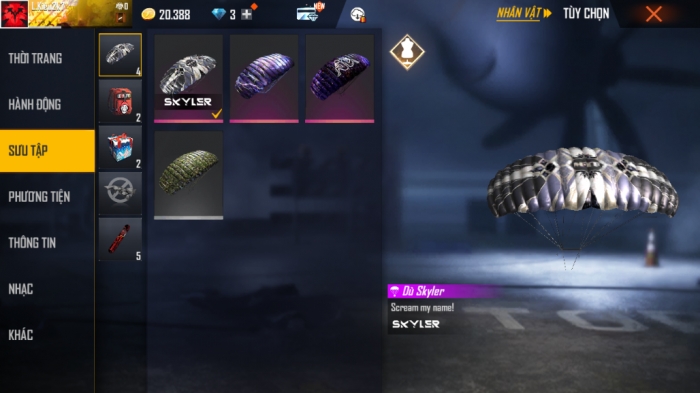 20.388
3
NEW
NHÂN VẬT
TÙY CHỌN
THỜI TRANG
HÀNH ĐỘNG
SƯU TẬP
PHƯƠNG TIỆN
THÔNG TIN
NHẠC
KHÁC
4
2
2
5
SKYLER
Dù Skyler
Scream my name!
SKYLER